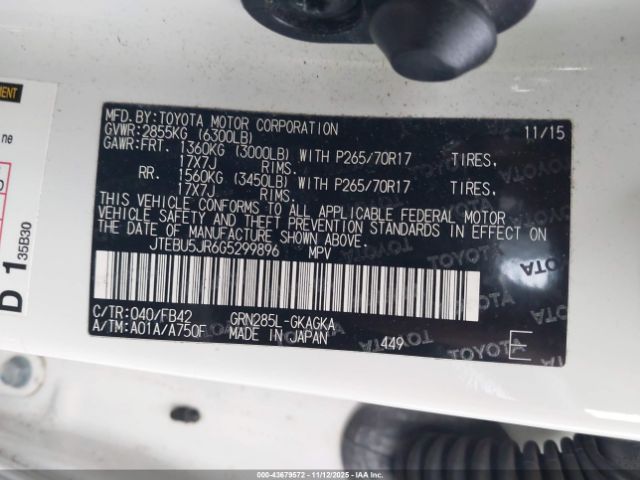 MFD.BY:TOYOTA MOTOR CORPORATION 11/15
GVWR:2855KG (6300LB)
GAWR:FRT. 1360KG (3000LB) WITH P265/70R17 TIRES,
17X7J RIMS.
RR. 1560KG (3450LB) WITH P265/70R17 TIRES,
17X7J RIMS.
THIS VEHICLE CONFORMS TO ALL APPLICABLE FEDERAL MOTOR
VEHICLE SAFETY AND THEFT PREVENTION STANDARDS IN EFFECT ON
THE DATE OF MANUFACTURE SHOWN ABOVE.
JTEBU5JR6G5299896 MPV
C/TR:040/FB42 GRN285L-GKAGKA
A/TM:A01A/A750F MADE IN JAPAN 449 E
TOYOTA
D 1
35B30
000-43679572 - 11/12/2025 - IAA Inc.